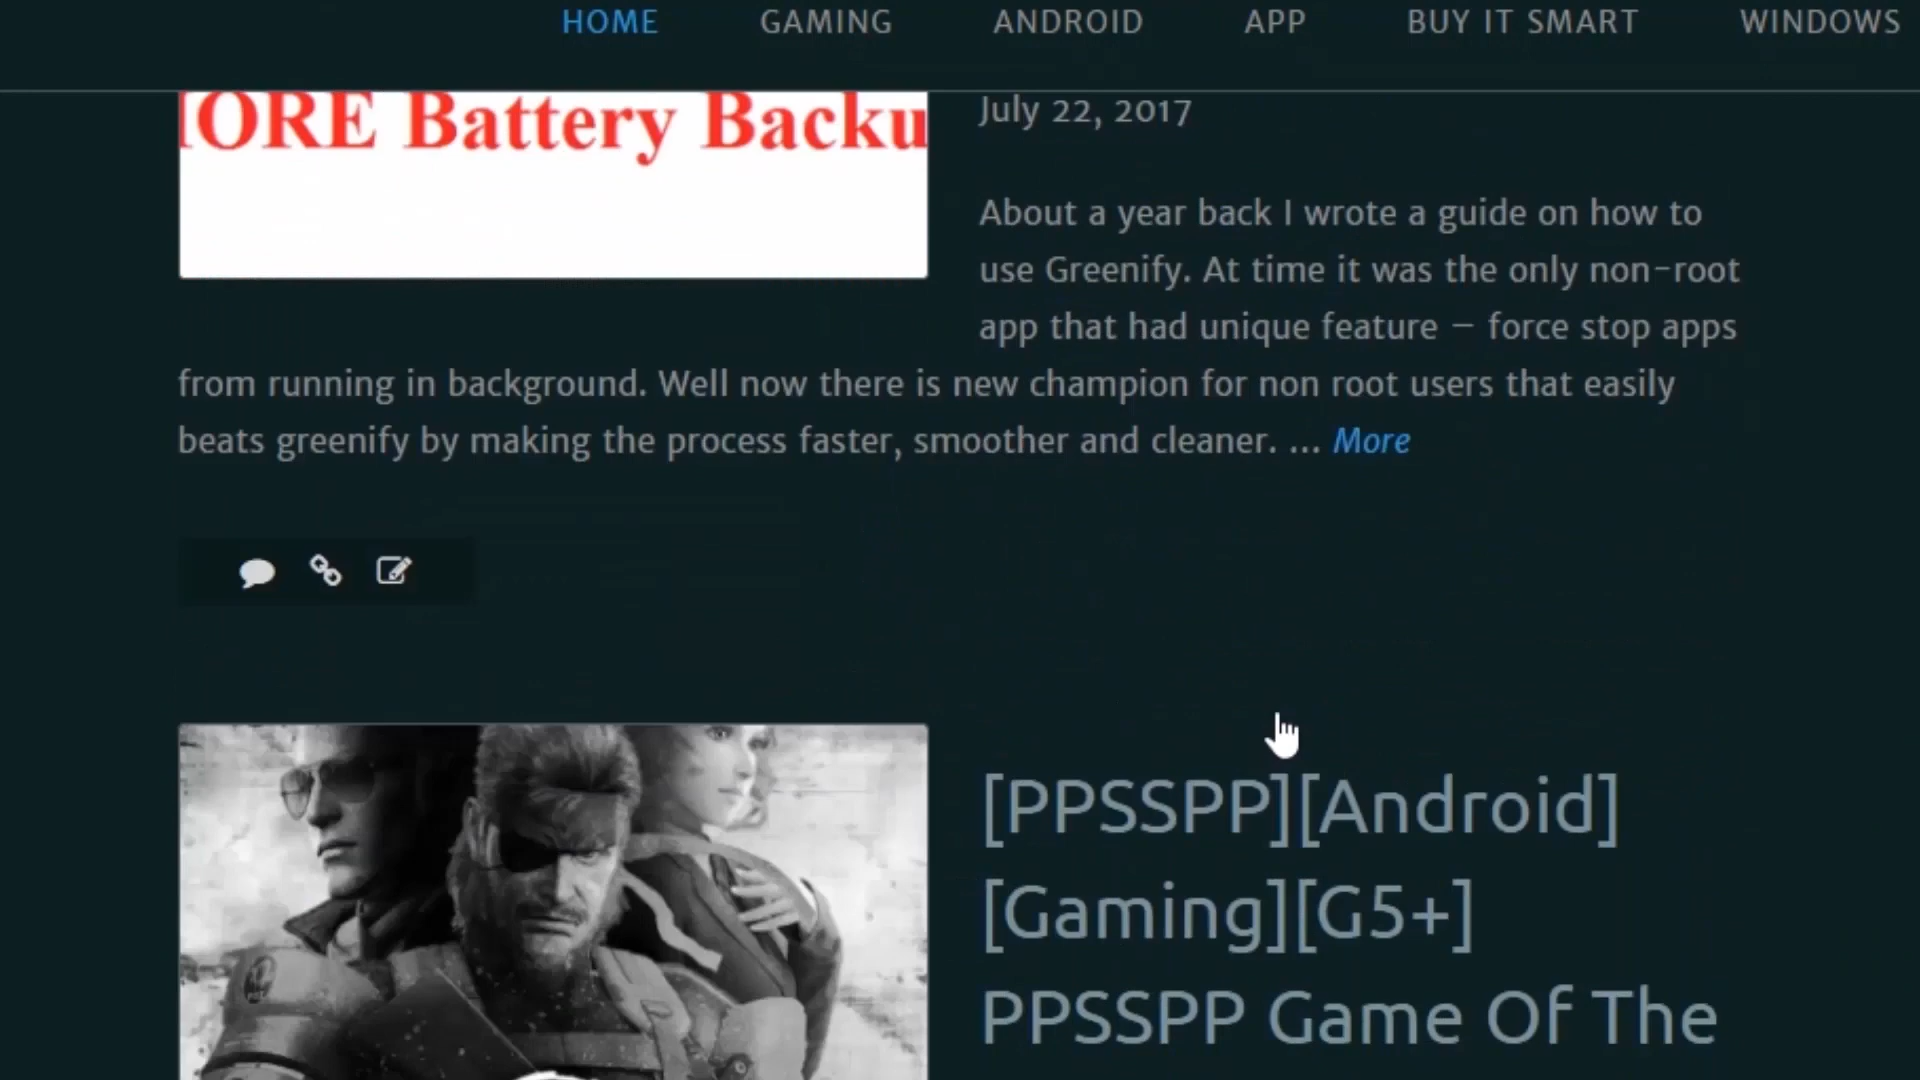 HOME GAMING ANDROID APP BUY IT SMART WINDOWS
ORE Battery Backu
July 22, 2017
About a year back I wrote a guide on how to
use Greenify. At time it was the only non-root
app that had unique feature – force stop apps
from running in background. Well now there is new champion for non root users that easily
beats greenify by making the process faster, smoother and cleaner. ... More
[PPSSPP][Android]
[Gaming][G5+]
PPSSPP Game Of The